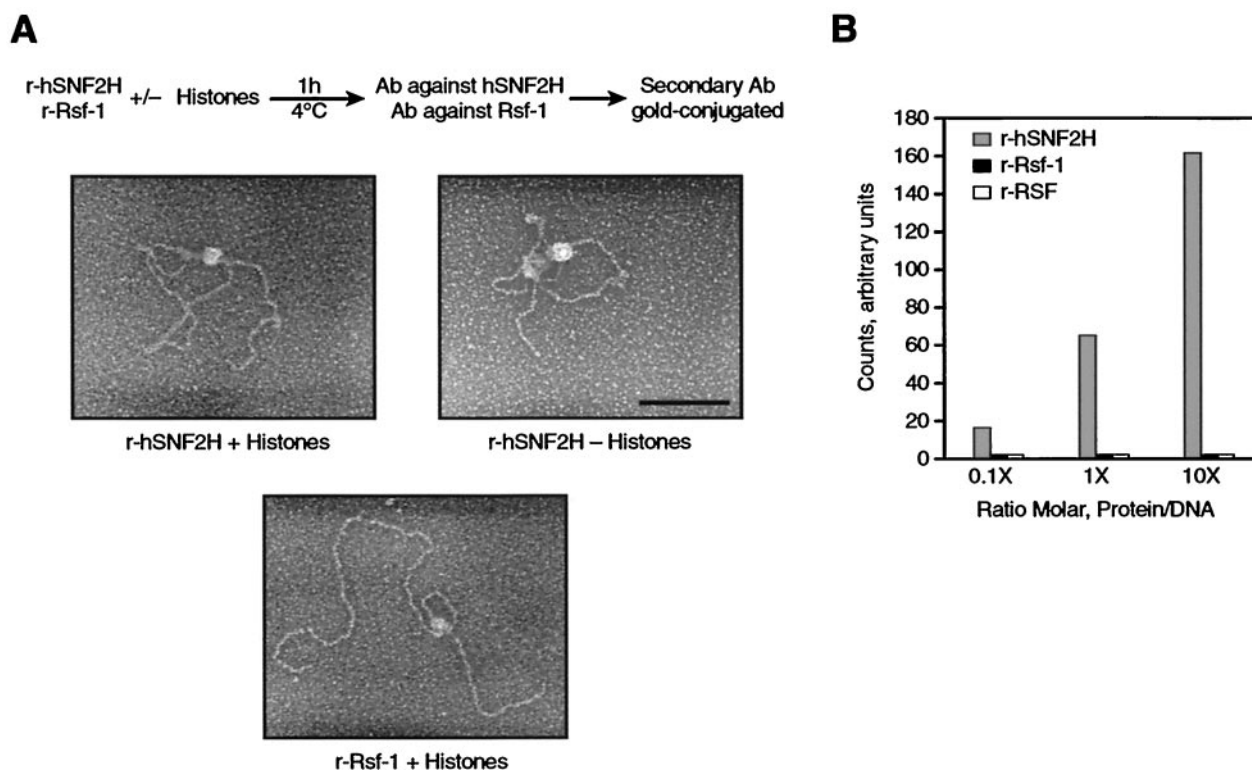 A
r-hSNF2H
r-Rsf-1
+/– Histones
1h
4°C
Ab against hSNF2H
Ab against Rsf-1
Secondary Ab
gold-conjugated
r-hSNF2H + Histones
r-hSNF2H – Histones
r-Rsf-1 + Histones
B
Counts, arbitrary units
180
160
140
120
100
80
60
40
20
0
r-hSNF2H
r-Rsf-1
r-RSF
0.1X 1X 10X
Ratio Molar, Protein/DNA